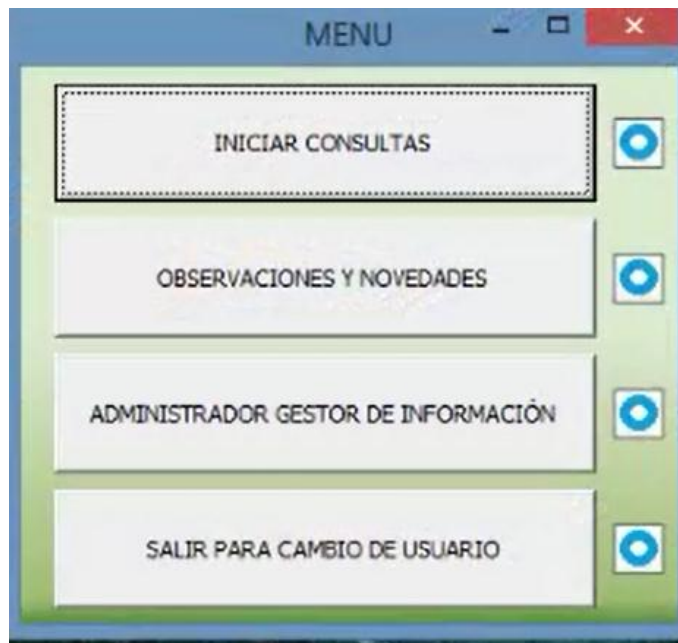 MENU
INICIAR CONSULTAS
OBSERVACIONES Y NOVEDADES
ADMINISTRADOR GESTOR DE INFORMACIÓN
SALIR PARA CAMBIO DE USUARIO